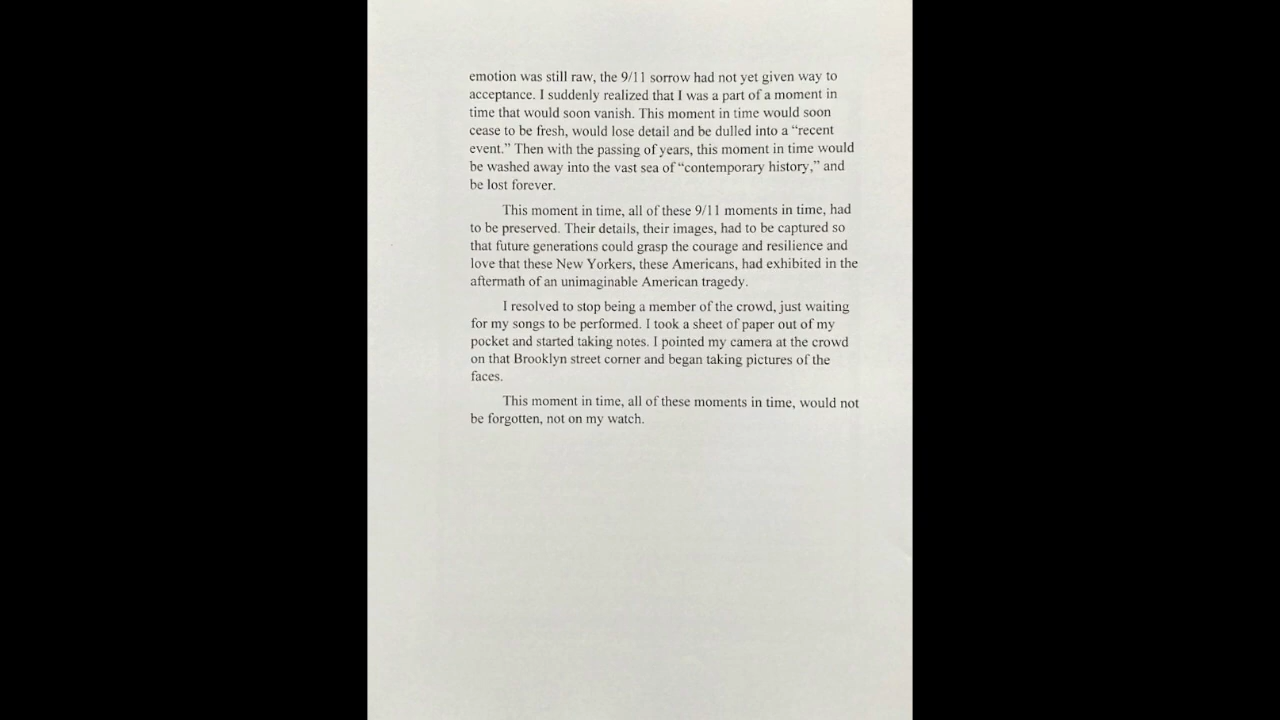 emotion was still raw, the 9/11 sorrow had not yet given way to
acceptance. I suddenly realized that I was a part of a moment in
time that would soon vanish. This moment in time would soon
cease to be fresh, would lose detail and be dulled into a “recent
event.” Then with the passing of years, this moment in time would
be washed away into the vast sea of “contemporary history,” and
be lost forever.
This moment in time, all of these 9/11 moments in time, had
to be preserved. Their details, their images, had to be captured so
that future generations could grasp the courage and resilience and
love that these New Yorkers, these Americans, had exhibited in the
aftermath of an unimaginable American tragedy.
I resolved to stop being a member of the crowd, just waiting
for my songs to be performed. I took a sheet of paper out of my
pocket and started taking notes. I pointed my camera at the crowd
on that Brooklyn street corner and began taking pictures of the
faces.
This moment in time, all of these moments in time, would not
be forgotten, not on my watch.